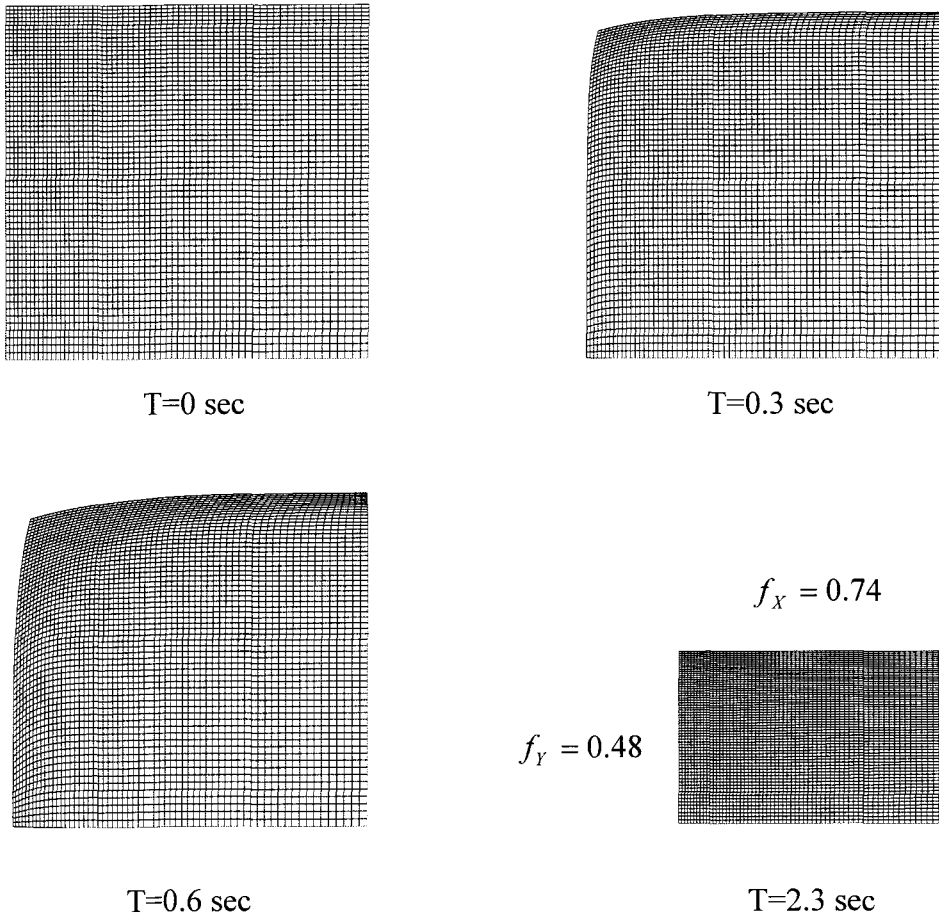 T=0 sec
T=0.3 sec
f_X = 0.74
f_Y = 0.48
T=0.6 sec
T=2.3 sec